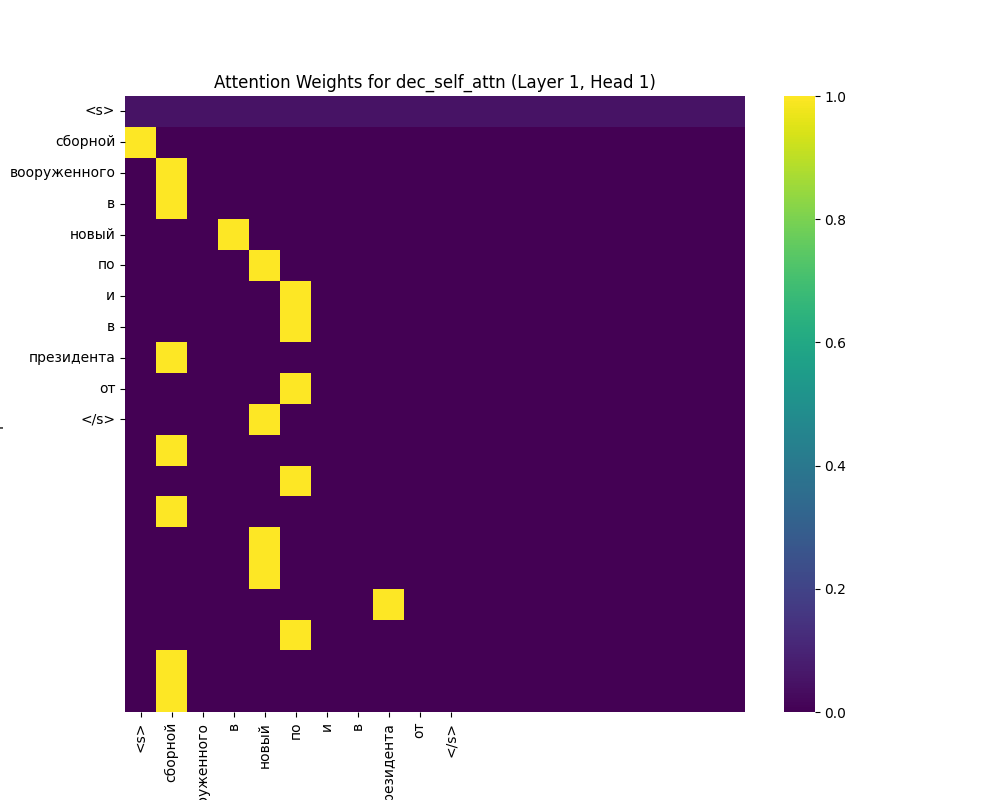 Attention Weights for dec_self_attn (Layer 1, Head 1)
<s>
сборной
вооруженного
в
новый
по
и
в
президента
от
</s>
1.0
0.8
0.6
0.4
0.2
0.0
<s>
сборной
в
новый
по
и
в
от
</s>